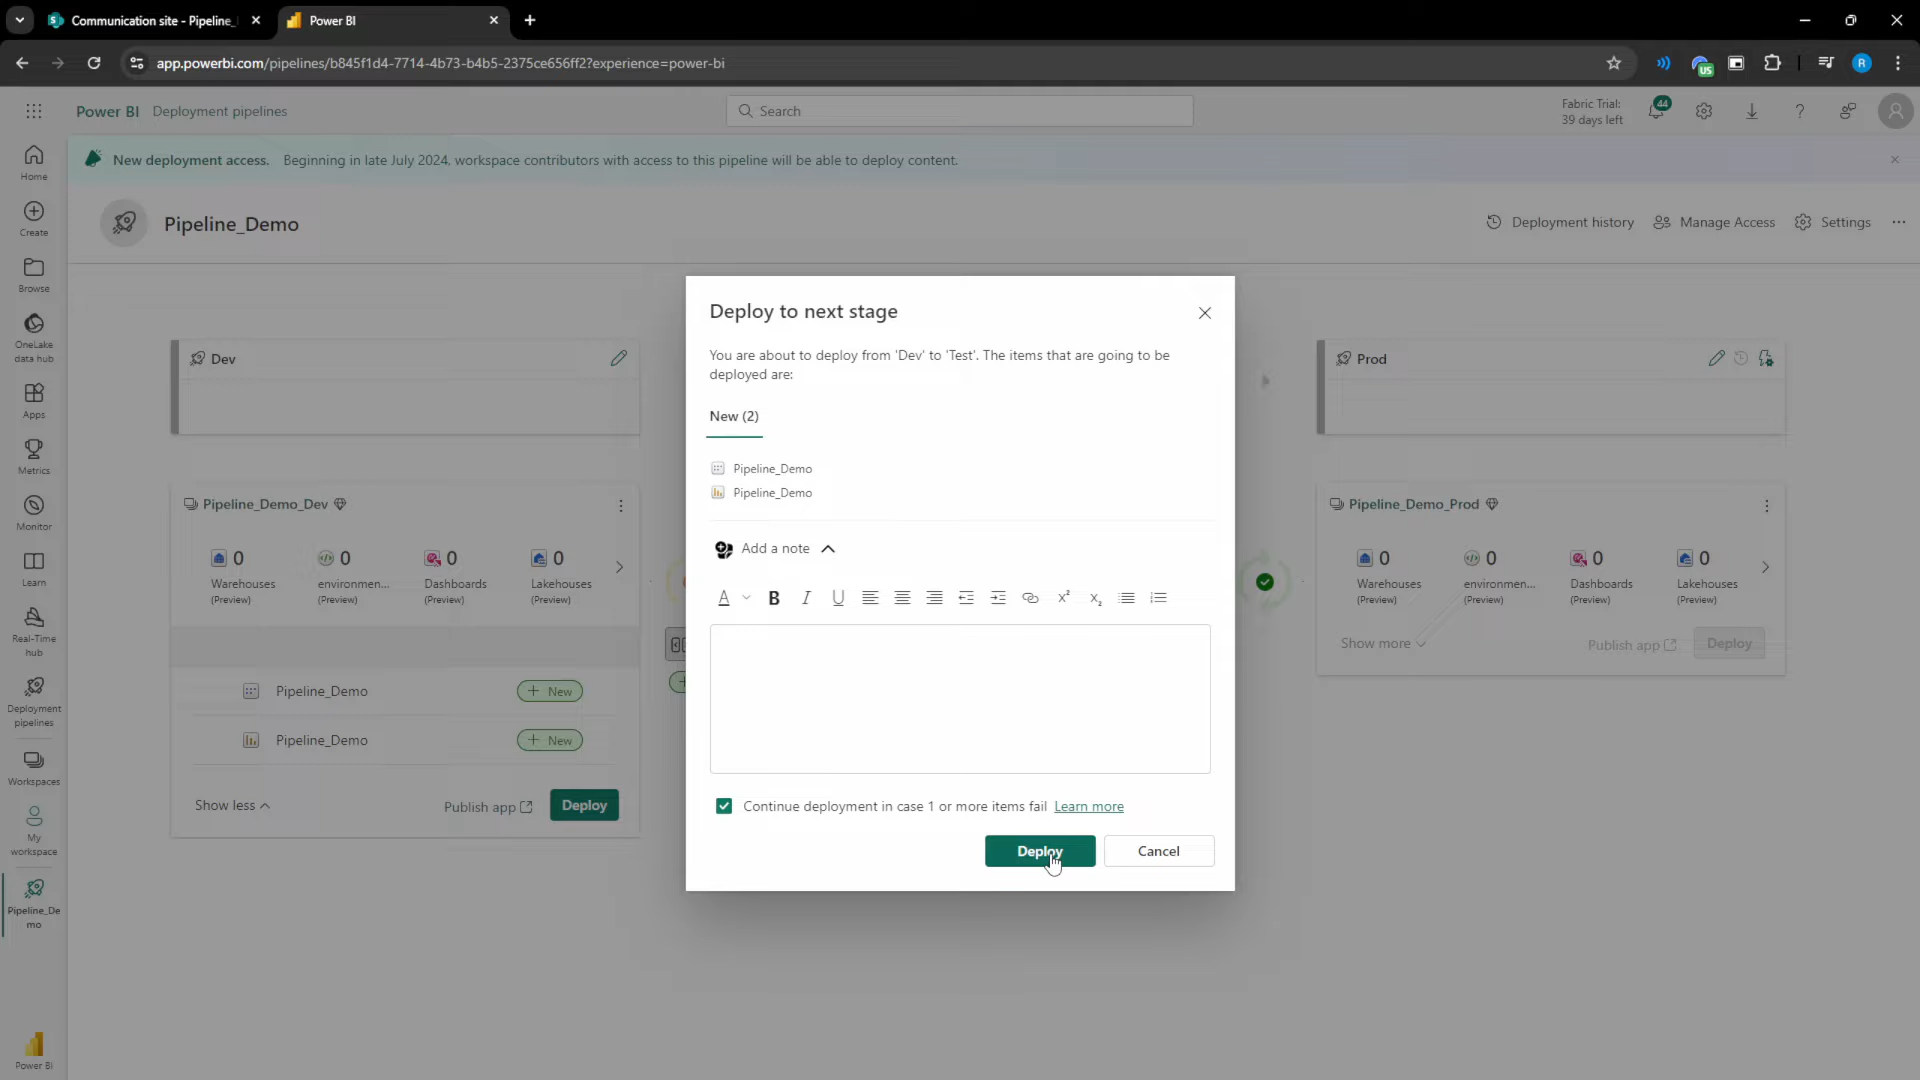 Communication site - Pipeline_
Power BI
app.powerbi.com/pipelines/b845f1d4-7714-4b73-b4b5-2375ce656ff2?experience=power-bi
US
R
Power BI Deployment pipelines
Search
Fabric Trial:
39 days left
44
New deployment access. Beginning in late July 2024, workspace contributors with access to this pipeline will be able to deploy content.
Home
Create
Browse
OneLake
data hub
Apps
Metrics
Monitor
Learn
Real-Time
hub
Deployment
pipelines
Workspaces
My
workspace
Pipeline_De
mo
Power BI
Pipeline_Demo
Deployment history
Manage Access
Settings
Dev
Pipeline_Demo_Dev
0
Warehouses
(Preview)
0
environmen...
(Preview)
0
Dashboards
(Preview)
0
Lakehouses
(Preview)
Pipeline_Demo
New
Pipeline_Demo
New
Show less
Publish app
Deploy
Deploy to next stage
You are about to deploy from 'Dev' to 'Test'. The items that are going to be
deployed are:
New (2)
Pipeline_Demo
Pipeline_Demo
Add a note
A B I U
Continue deployment in case 1 or more items fail Learn more
Deploy
Cancel
Prod
Pipeline_Demo_Prod
0
Warehouses
(Preview)
0
environmen...
(Preview)
0
Dashboards
(Preview)
0
Lakehouses
(Preview)
Show more
Publish app
Deploy